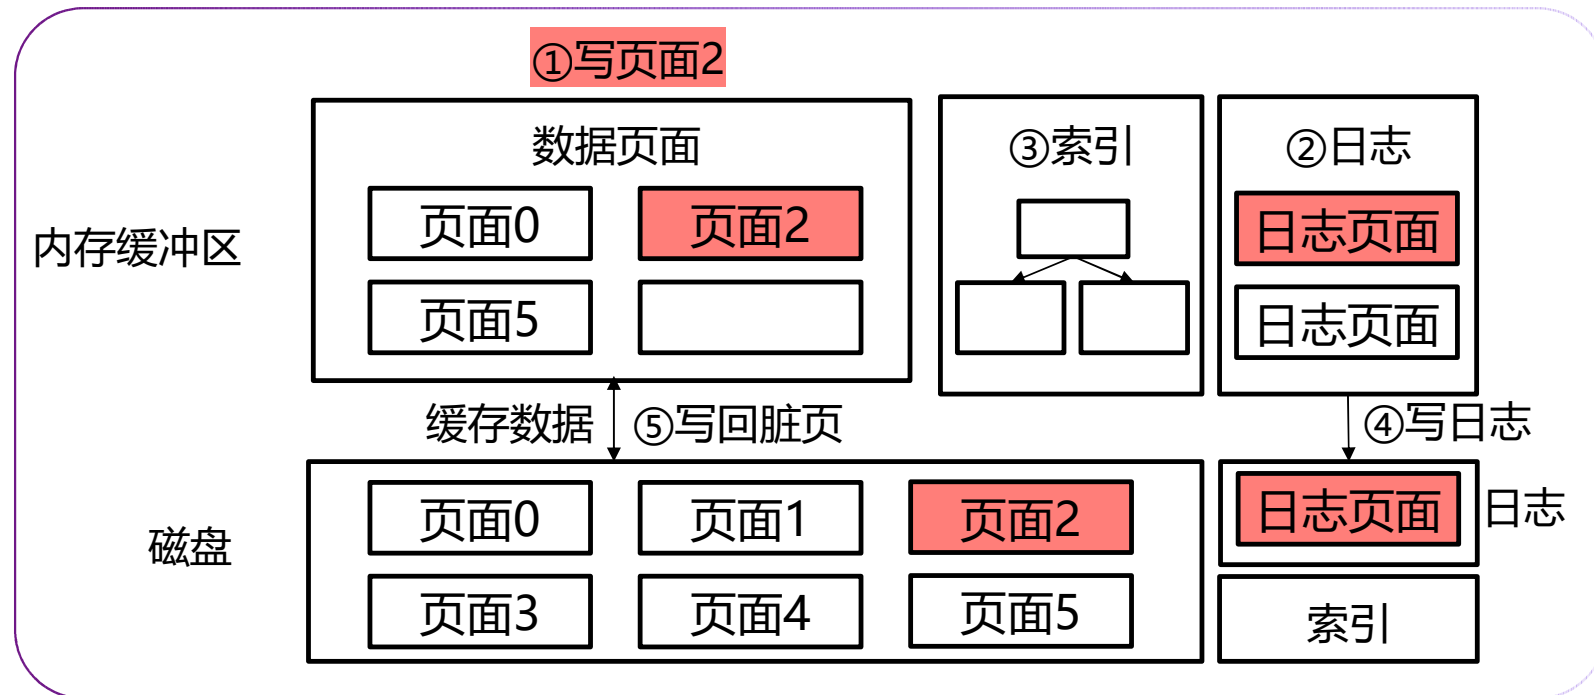 ①写页面2
数据页面
③索引
②日志
内存缓冲区
页面0
页面2
日志页面
页面5
日志页面
缓存数据
⑤写回脏页
④写日志
磁盘
页面0
页面1
页面2
日志页面
日志
页面3
页面4
页面5
索引